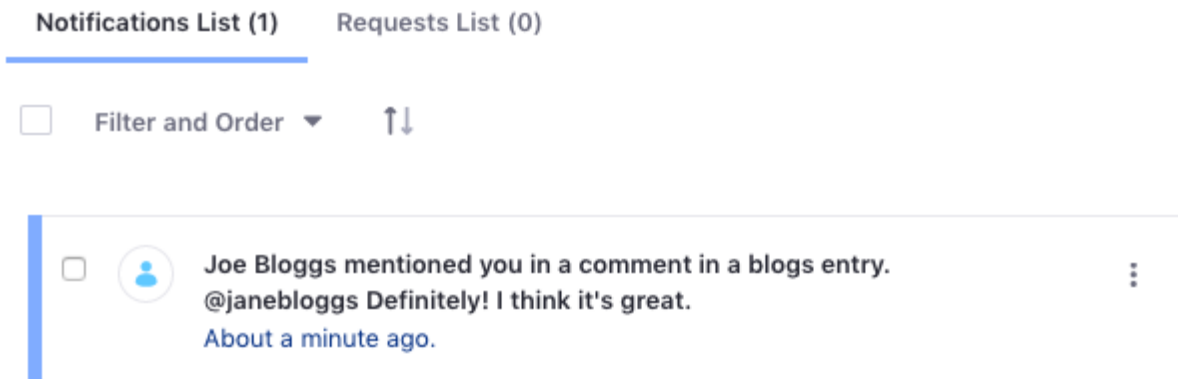 Notifications List (1) Requests List (0)
Filter and Order
Joe Bloggs mentioned you in a comment in a blogs entry.
@janebloggs Definitely! I think it's great.
About a minute ago.